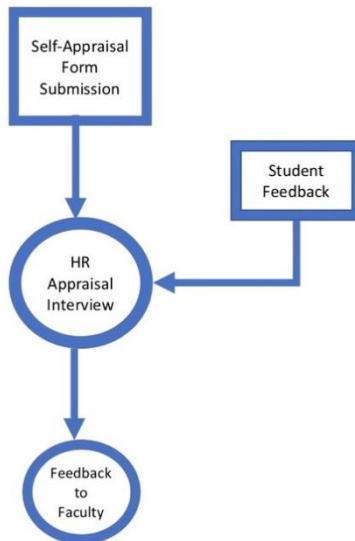 Self-Appraisal
Form
Submission
Student
Feedback
HR
Appraisal
Interview
Feedback
to
Faculty